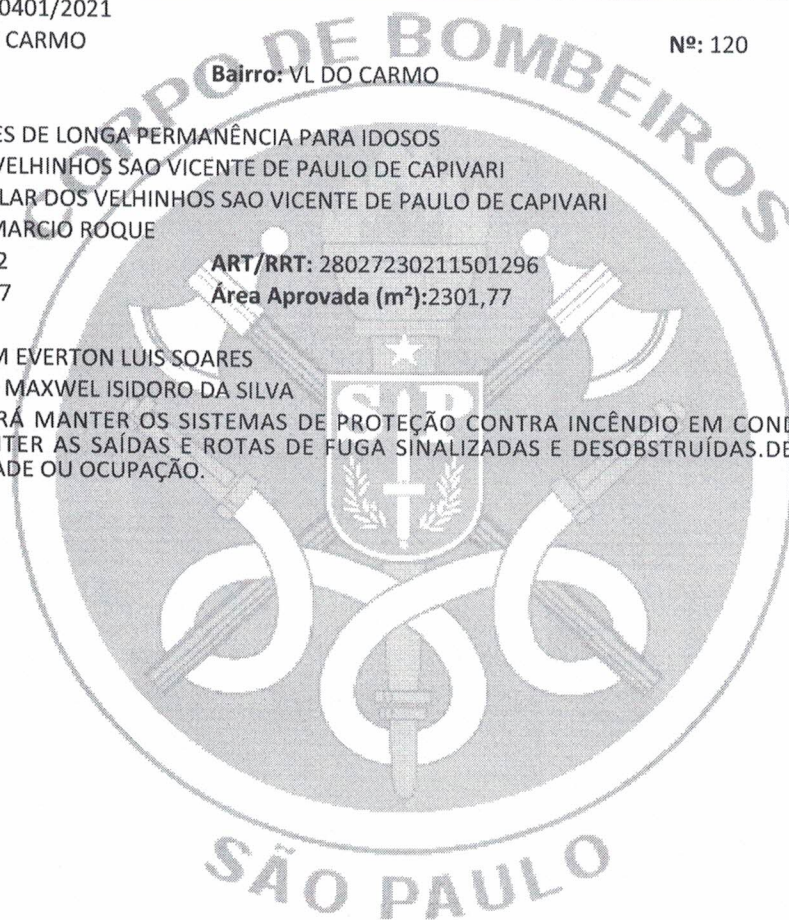 0401/2021
CARMO Nº: 120
Bairro: VL DO CARMO
ES DE LONGA PERMANÊNCIA PARA IDOSOS
VELHINHOS SAO VICENTE DE PAULO DE CAPIVARI
LAR DOS VELHINHOS SAO VICENTE DE PAULO DE CAPIVARI
MARCIO ROQUE
2 ART/RRT: 28027230211501296
7 Área Aprovada (m²):2301,77
M EVERTON LUIS SOARES
MAXWEL ISIDORO DA SILVA
RÁ MANTER OS SISTEMAS DE PROTEÇÃO CONTRA INCÊNDIO EM COND
NTER AS SAÍDAS E ROTAS DE FUGA SINALIZADAS E DESOBSTRUÍDAS.DE
ADE OU OCUPAÇÃO.
CORPO DE BOMBEIROS
SP
SÃO PAULO